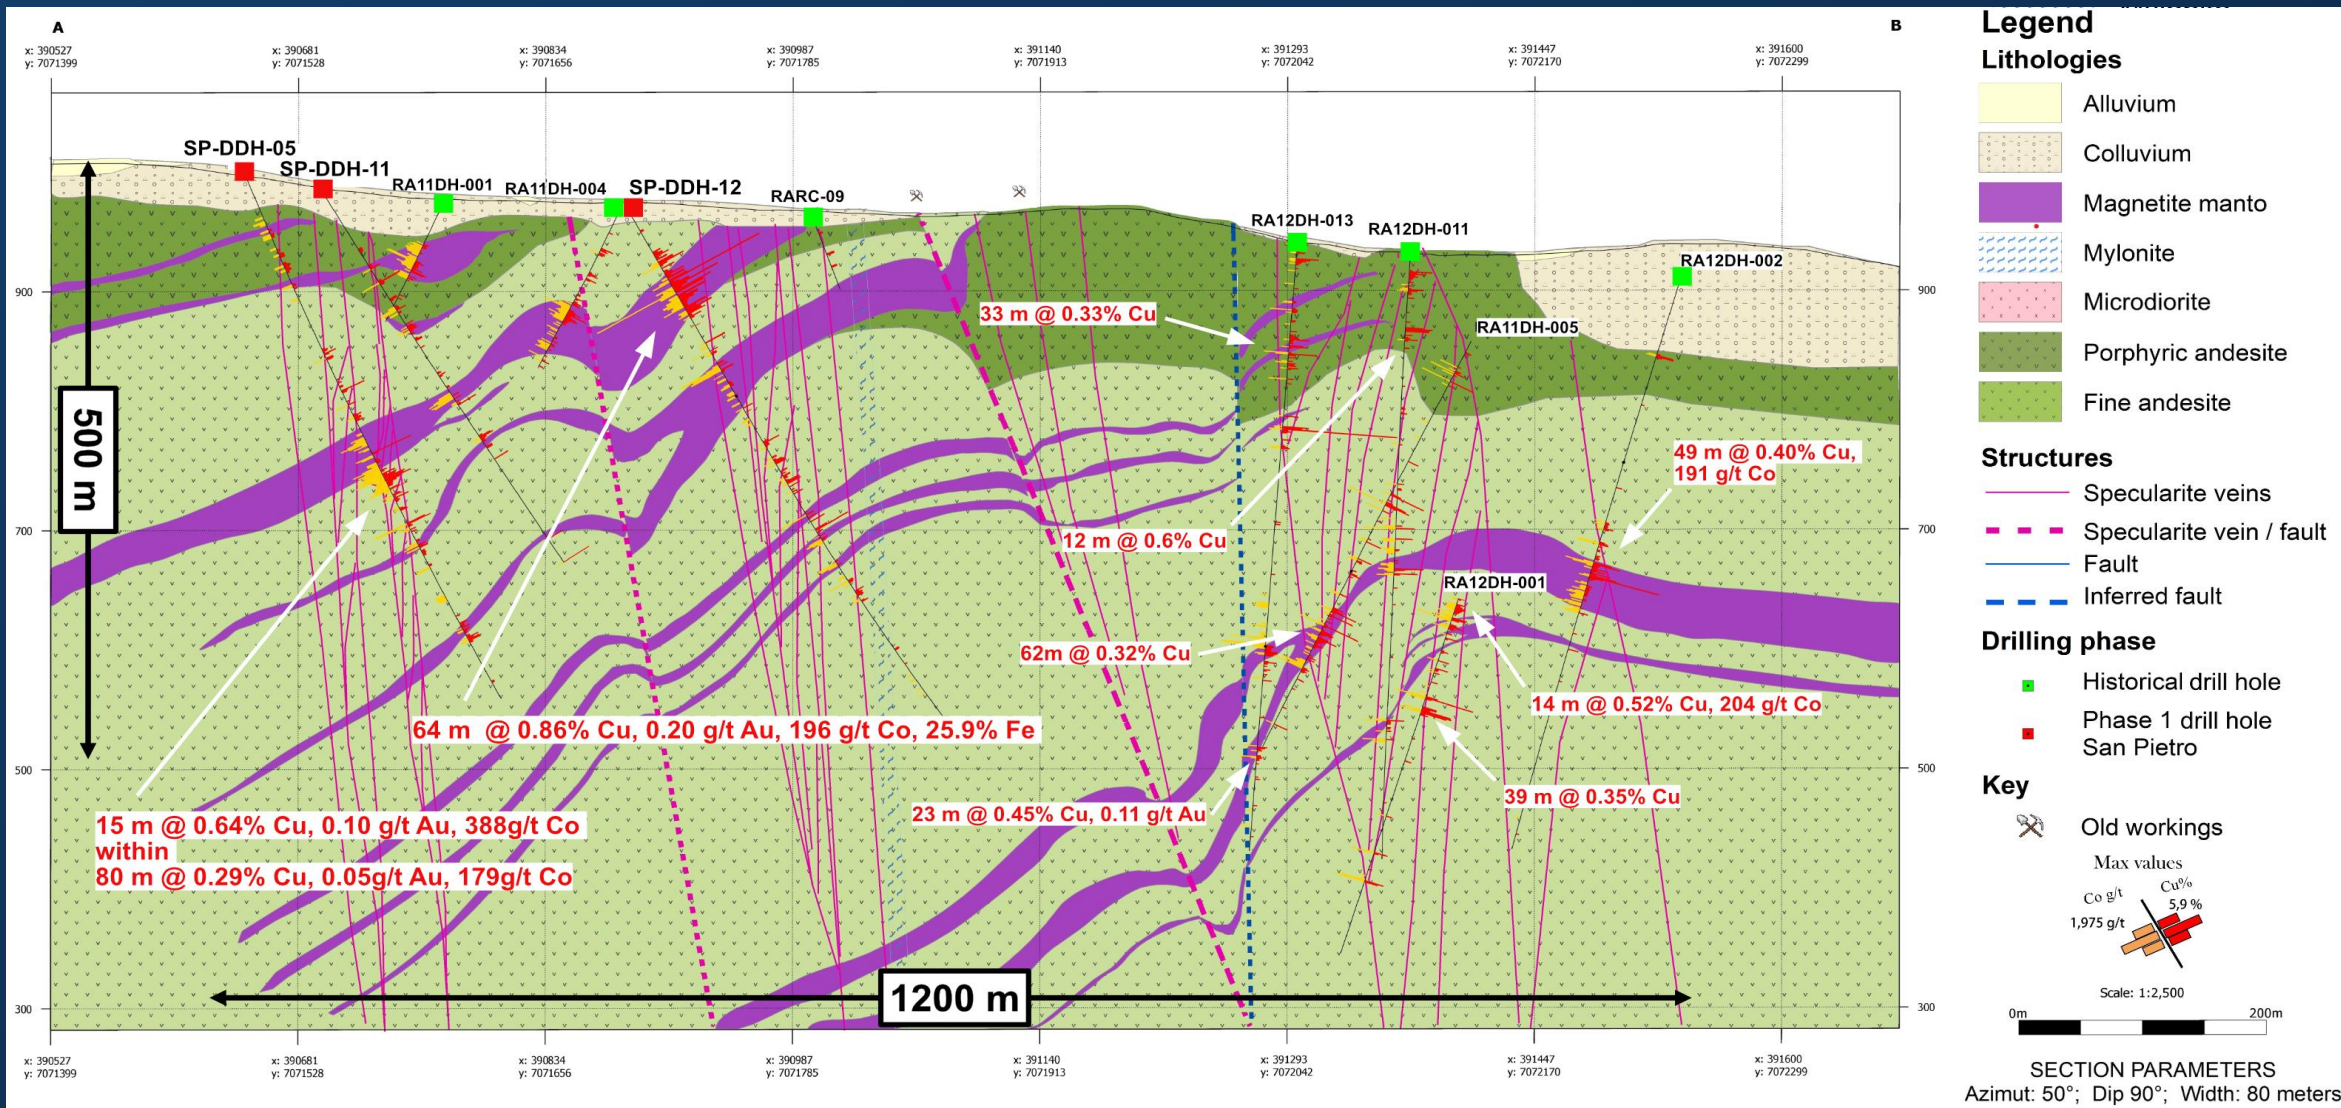 A
B
x: 390527
y: 7071399
x: 390681
y: 7071528
x: 390834
y: 7071656
x: 390987
y: 7071785
x: 391140
y: 7071913
x: 391293
y: 7072042
x: 391447
y: 7072170
x: 391600
y: 7072299
SP-DDH-05
SP-DDH-11
RA11DH-001
RA11DH-004
SP-DDH-12
RARC-09
RA12DH-013
RA12DH-011
RA12DH-002
RA11DH-005
RA12DH-001
900
700
500
300
900
700
500
300
500 m
1200 m
33 m @ 0.33% Cu
49 m @ 0.40% Cu,
191 g/t Co
12 m @ 0.6% Cu
62m @ 0.32% Cu
14 m @ 0.52% Cu, 204 g/t Co
64 m @ 0.86% Cu, 0.20 g/t Au, 196 g/t Co, 25.9% Fe
39 m @ 0.35% Cu
23 m @ 0.45% Cu, 0.11 g/t Au
15 m @ 0.64% Cu, 0.10 g/t Au, 388g/t Co
within
80 m @ 0.29% Cu, 0.05g/t Au, 179g/t Co
x: 390527
y: 7071399
x: 390681
y: 7071528
x: 390834
y: 7071656
x: 390987
y: 7071785
x: 391140
y: 7071913
x: 391293
y: 7072042
x: 391447
y: 7072170
x: 391600
y: 7072299
Legend
Lithologies
Alluvium
Colluvium
Magnetite manto
Mylonite
Microdiorite
Porphyric andesite
Fine andesite
Structures
Specularite veins
Specularite vein / fault
Fault
Inferred fault
Drilling phase
Historical drill hole
Phase 1 drill hole
San Pietro
Key
Old workings
Max values
Co g/t
Cu%
5,9 %
1,975 g/t
Scale: 1:2,500
0m
200m
SECTION PARAMETERS
Azimut: 50°; Dip 90°; Width: 80 meters